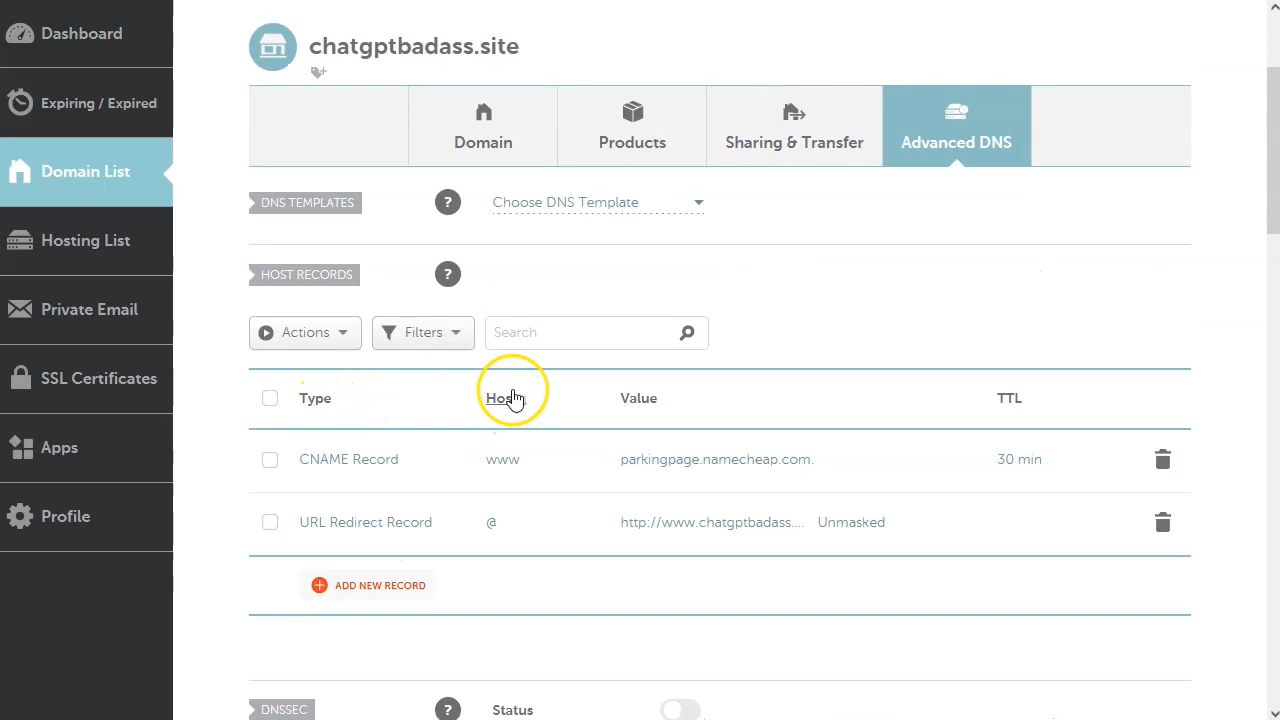 Dashboard
Expiring / Expired
Domain List
Hosting List
Private Email
SSL Certificates
Apps
Profile
chatgptbadass.site
Domain
Products
Sharing & Transfer
Advanced DNS
DNS TEMPLATES ? Choose DNS Template
HOST RECORDS ?
Actions Filters Search
Type Value TTL
CNAME Record www parkingpage.namecheap.com. 30 min
URL Redirect Record @ http://www.chatgptbadass.... Unmasked
ADD NEW RECORD
DNSSEC ? Status